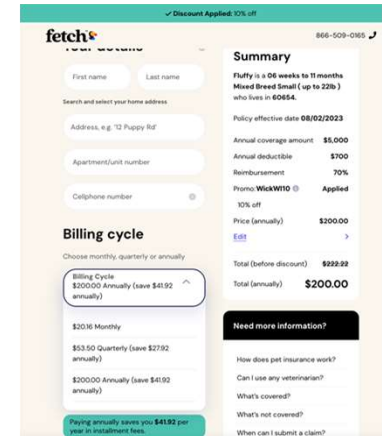 ✓ Discount Applied: 10% off
fetch
866-509-0165
Your details
First name
Last name
Search and select your home address
Address, e.g. '12 Puppy Rd'
Apartment/unit number
Cellphone number
Billing cycle
Choose monthly, quarterly or annually
Billing Cycle
$200.00 Annually (save $41.92
annually)
$20.16 Monthly
$53.50 Quarterly (save $27.92
annually)
$200.00 Annually (save $41.92
annually)
Paying annually saves you $41.92 per
year in installment fees.
Summary
Fluffy is a 06 weeks to 11 months
Mixed Breed Small ( up to 22lb )
who lives in 60654.
Policy effective date 08/02/2023
Annual coverage amount $5,000
Annual deductible $700
Reimbursement 70%
Promo: WickW110 Applied
10% off
Price (annually) $200.00
Edit
Total (before discount) $222.22
Total (annually) $200.00
Need more information?
How does pet insurance work?
Can I use any veterinarian?
What's covered?
What's not covered?
When can I submit a claim?